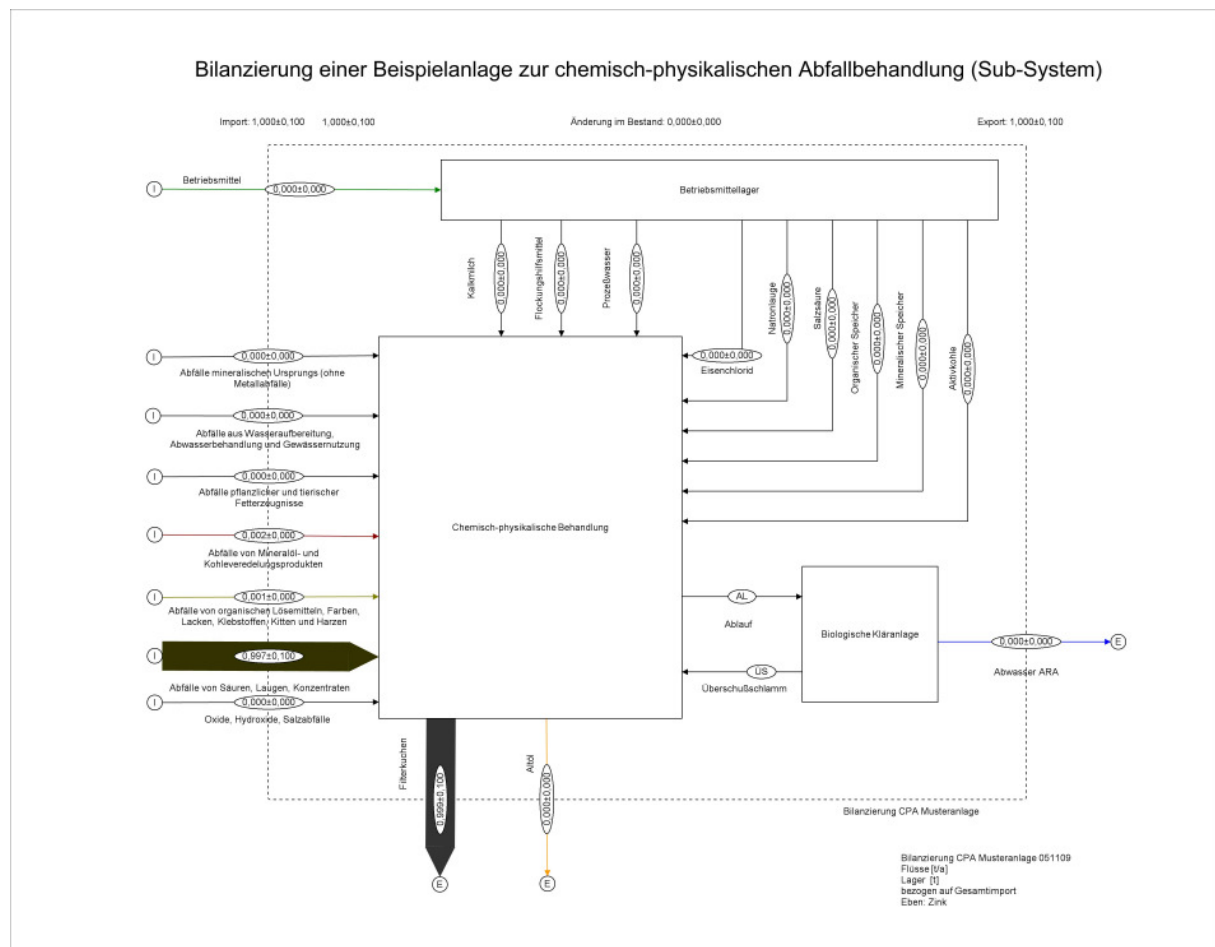 Bilanzierung einer Beispielanlage zur chemisch-physikalischen Abfallbehandlung (Sub-System)
Import: 1,000±0,100 1,000±0,100 Änderung im Bestand: 0,000±0,000 Export: 1,000±0,100
Betriebsmittel
I
0,000±0,000
Betriebsmittellager
Kalkmilch
0,000±0,000
Flockungshilfsmittel
0,000±0,000
Prozeßwasser
0,000±0,000
0,000±0,000
Eisenchlorid
Natronlauge
0,000±0,000
Salzsäure
0,000±0,000
Organischer Speicher
0,000±0,000
Mineralischer Speicher
0,000±0,000
Aktivkohle
0,000±0,000
I
0,000±0,000
Abfälle mineralischen Ursprungs (ohne
Metallabfälle)
I
0,000±0,000
Abfälle aus Wasseraufbereitung,
Abwasserbehandlung und Gewässernutzung
I
0,000±0,000
Abfälle pflanzlicher und tierischer
Fetterzeugnisse
I
0,002±0,000
Abfälle von Mineralöl- und
Kohleveredelungsprodukten
I
0,001±0,000
Abfälle von organischen Lösemitteln, Farben,
Lacken, Klebstoffen, Kitten und Harzen
I
0,997±0,100
Abfälle von Säuren, Laugen, Konzentraten
I
0,000±0,000
Oxide, Hydroxide, Salzabfälle
Chemisch-physikalische Behandlung
AL
Ablauf
ÜS
Überschußschlamm
Biologische Kläranlage
0,000±0,000
E
Abwasser ARA
Filterkuchen
0,999±0,100
E
Altöl
0,000±0,000
E
Bilanzierung CPA Musteranlage
Bilanzierung CPA Musteranlage 051109
Flüsse [t/a]
Lager [t]
bezogen auf Gesamtimport
Eben: Zink